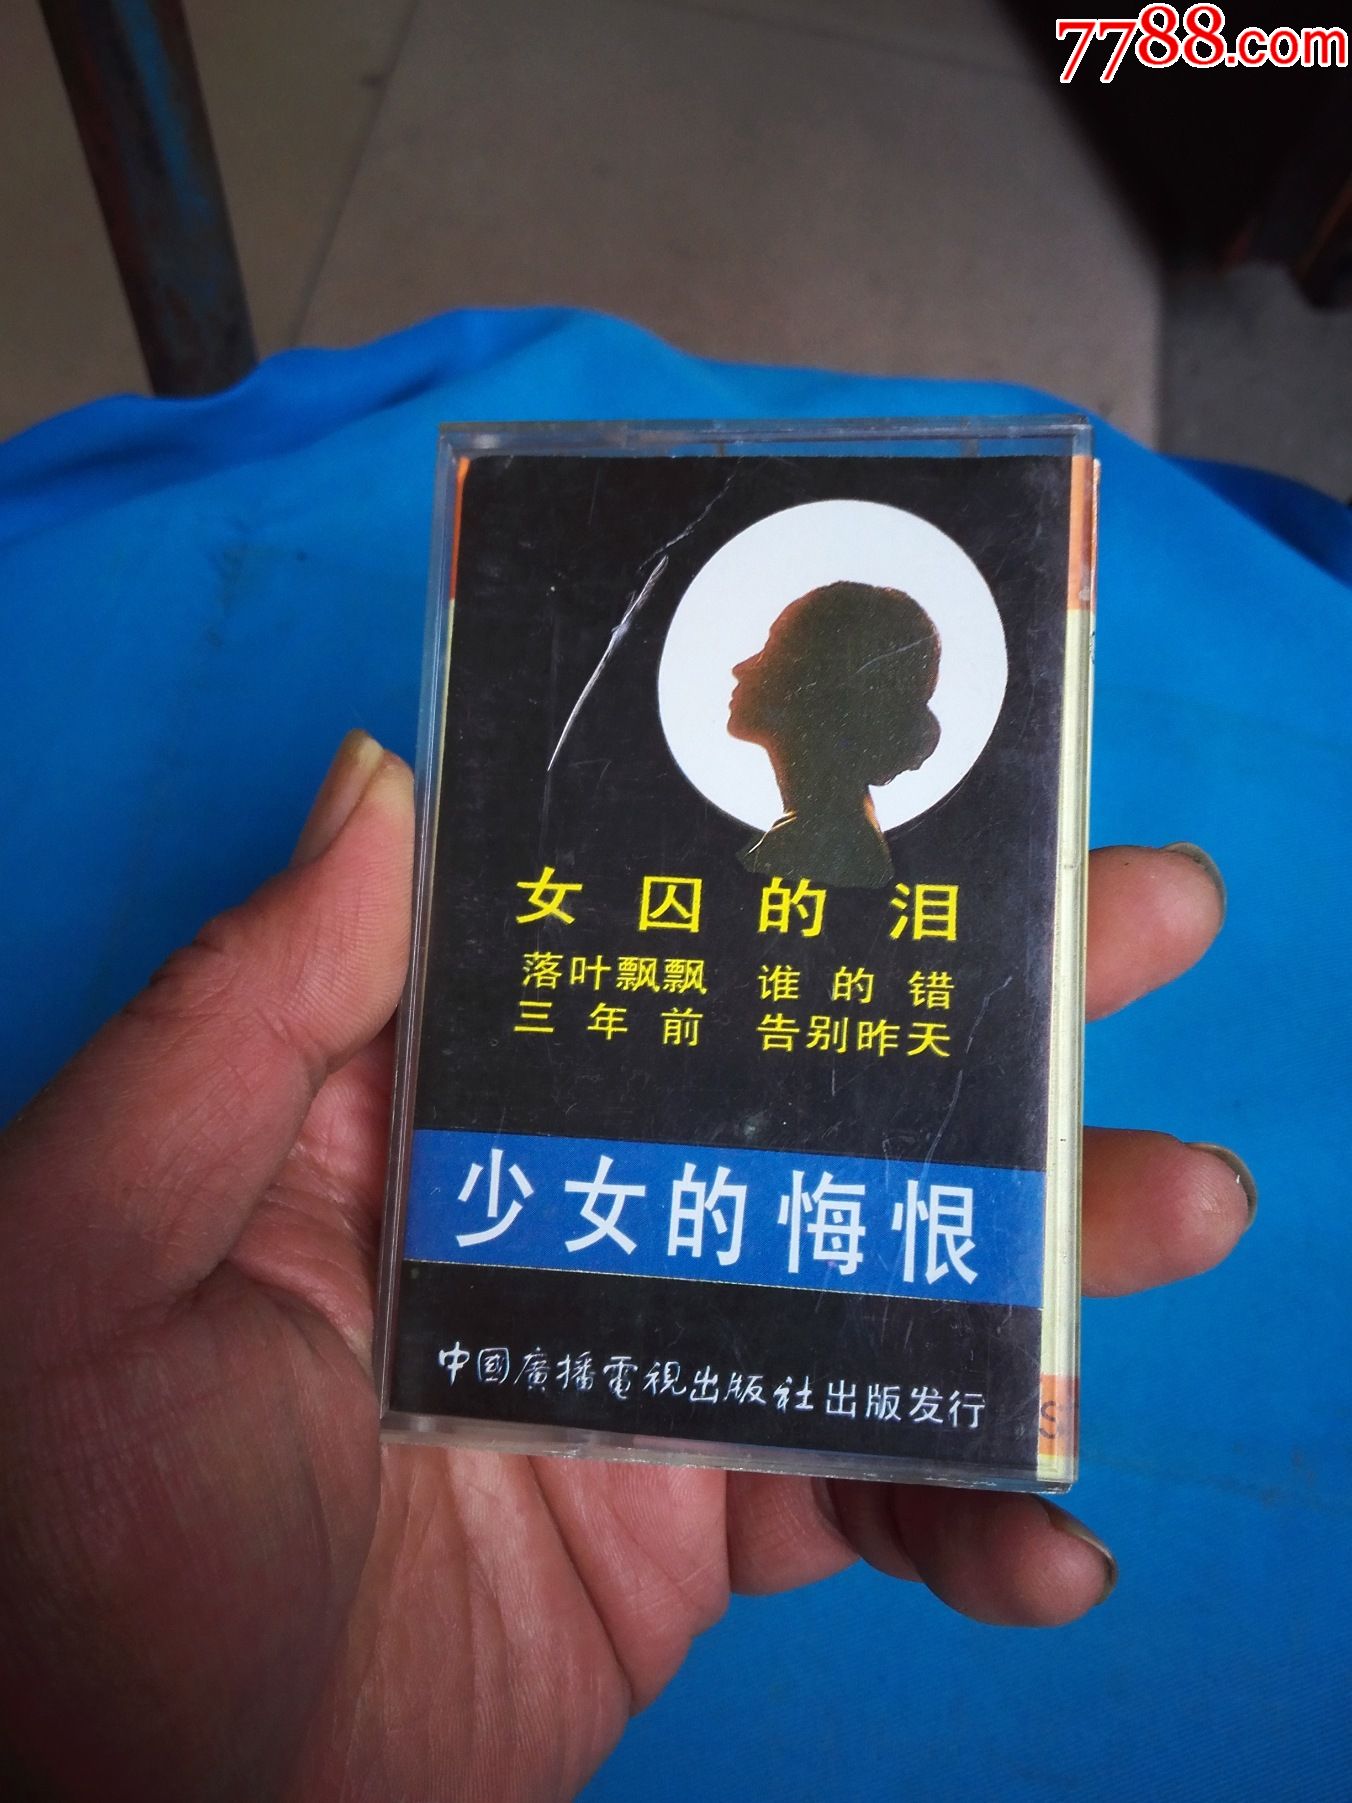 7788.com
女囚的泪
落叶飘飘 谁的错
三年前 告别昨天
少女的悔恨
中國廣播電視出版社出版发行
S